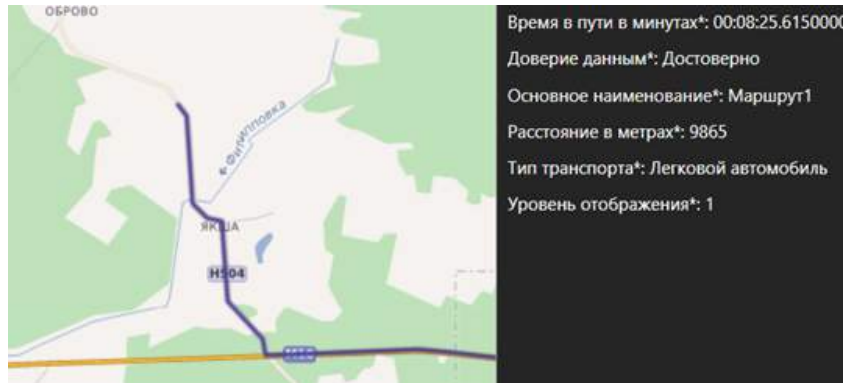 ОБРОВО
Филипповка
ЯКША
H504
Время в пути в минутах*: 00:08:25.6150000
Доверие данным*: Достоверно
Основное наименование*: Маршрут1
Расстояние в метрах*: 9865
Тип транспорта*: Легковой автомобиль
Уровень отображения*: 1